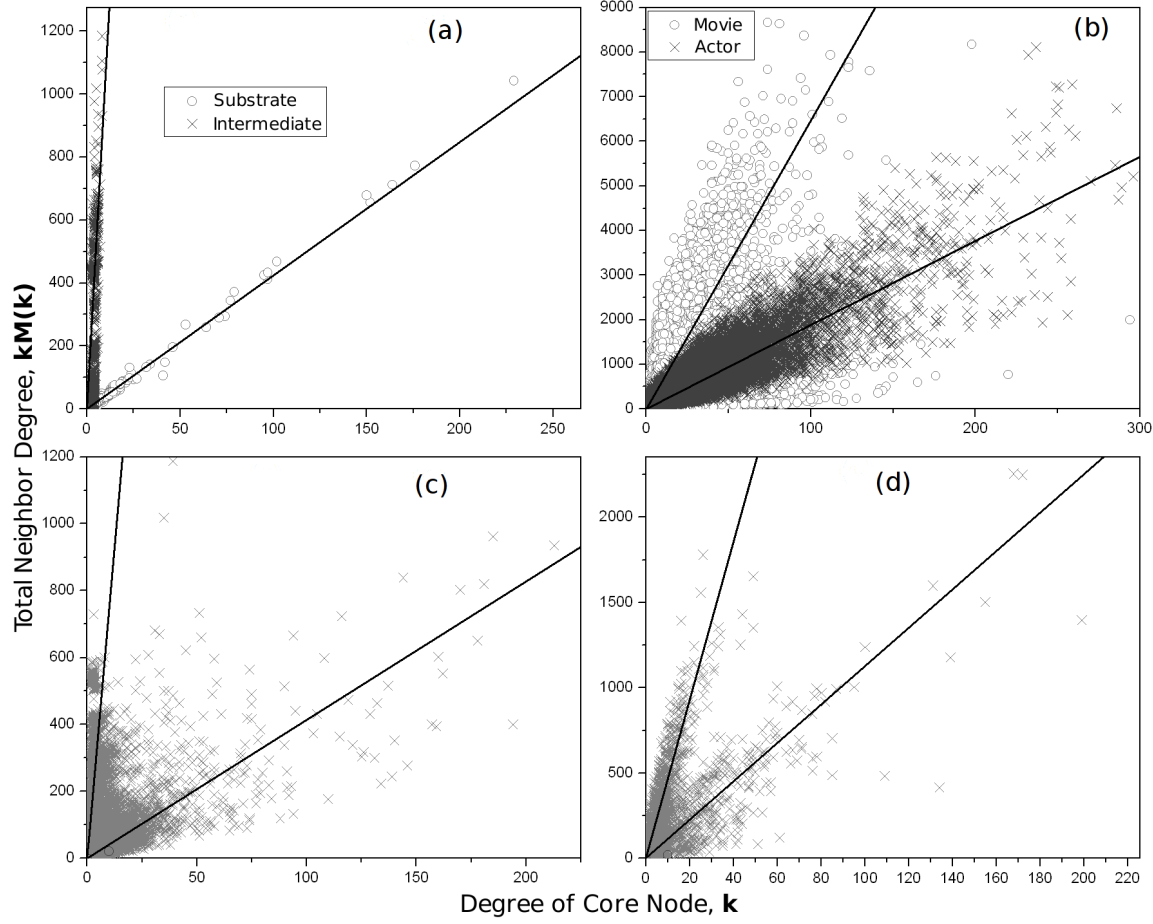 (a)
Substrate
Intermediate
1200
1000
800
600
400
200
0
0 50 100 150 200 250
(b)
Movie
Actor
9000
8000
7000
6000
5000
4000
3000
2000
1000
0
0 100 200 300
(c)
1200
1000
800
600
400
200
0
0 50 100 150 200
(d)
2000
1500
1000
500
0
0 20 40 60 80 100 120 140 160 180 200 220
Total Neighbor Degree, kM(k)
Degree of Core Node, k